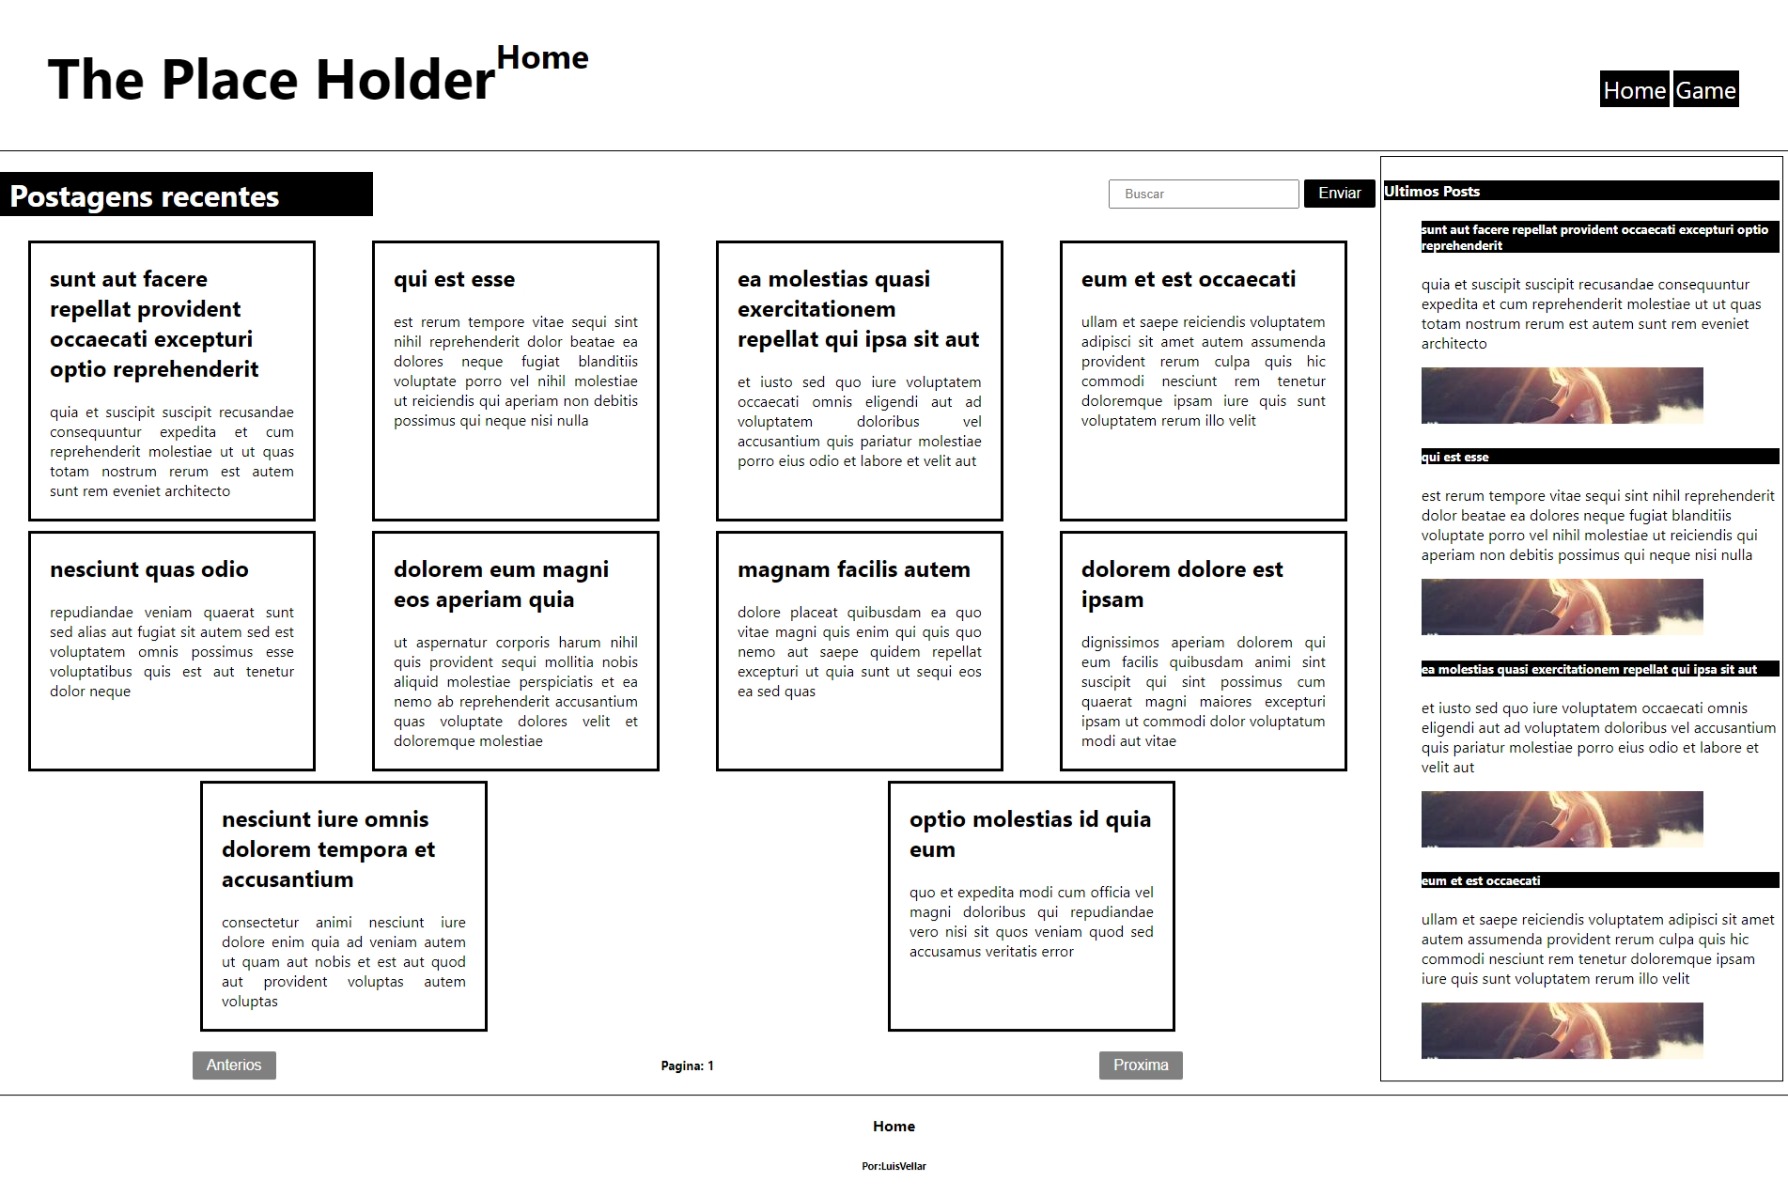 The Place Holder Home
Home Game
Postagens recentes
Buscar
Enviar
sunt aut facere
repellat provident
occaecati excepturi
optio reprehenderit
quia et suscipit suscipit recusandae
consequuntur expedita et cum
reprehenderit molestiae ut ut quas
totam nostrum rerum est autem
sunt rem eveniet architecto
qui est esse
est rerum tempore vitae sequi sint
nihil reprehenderit dolor beatae ea
dolores neque fugiat blanditiis
voluptate porro vel nihil molestiae
ut reiciendis qui aperiam non debitis
possimus qui neque nisi nulla
ea molestias quasi
exercitationem
repellat qui ipsa sit aut
et iusto sed quo iure voluptatem
occaecati omnis eligendi aut ad
voluptatem doloribus vel
accusantium quis pariatur molestiae
porro eius odio et labore et velit aut
eum et est occaecati
ullam et saepe reiciendis voluptatem
adipisci sit amet autem assumenda
provident rerum culpa quis hic
commodi nesciunt rem tenetur
doloremque ipsam iure quis sunt
voluptatem rerum illo velit
nesciunt quas odio
repudiandae veniam quaerat sunt
sed alias aut fugiat sit autem sed est
voluptatem omnis possimus esse
voluptatibus quis est aut tenetur
dolor neque
dolorem eum magni
eos aperiam quia
ut aspernatur corporis harum nihil
quis provident sequi mollitia nobis
aliquid molestiae perspiciatis et ea
nemo ab reprehenderit accusantium
quas voluptate dolores velit et
doloremque molestiae
magnam facilis autem
dolore placeat quibusdam ea quo
vitae magni quis enim qui quis quo
nemo aut saepe quidem repellat
excepturi ut quia sunt ut sequi eos
ea sed quas
dolorem dolore est
ipsam
dignissimos aperiam dolorem qui
eum facilis quibusdam animi sint
suscipit qui sint possimus cum
quaerat magni maiores excepturi
ipsam ut commodi dolor voluptatum
modi aut vitae
nesciunt iure omnis
dolorem tempora et
accusantium
consectetur animi nesciunt iure
dolore enim quia ad veniam autem
ut quam aut nobis et est aut quod
aut provident voluptas autem
voluptas
optio molestias id quia
eum
quo et expedita modi cum officia vel
magni doloribus qui repudiandae
vero nisi sit quos veniam quod sed
accusamus veritatis error
Anterios
Pagina: 1
Proxima
Ultimos Posts
sunt aut facere repellat provident occaecati excepturi optio
reprehenderit
quia et suscipit suscipit recusandae consequuntur
expedita et cum reprehenderit molestiae ut ut quas
totam nostrum rerum est autem sunt rem eveniet
architecto
qui est esse
est rerum tempore vitae sequi sint nihil reprehenderit
dolor beatae ea dolores neque fugiat blanditiis
voluptate porro vel nihil molestiae ut reiciendis qui
aperiam non debitis possimus qui neque nisi nulla
ea molestias quasi exercitationem repellat qui ipsa sit aut
et iusto sed quo iure voluptatem occaecati omnis
eligendi aut ad voluptatem doloribus vel accusantium
quis pariatur molestiae porro eius odio et labore et
velit aut
eum et est occaecati
ullam et saepe reiciendis voluptatem adipisci sit amet
autem assumenda provident rerum culpa quis hic
commodi nesciunt rem tenetur doloremque ipsam
iure quis sunt voluptatem rerum illo velit
Home
Por:LuisVellar